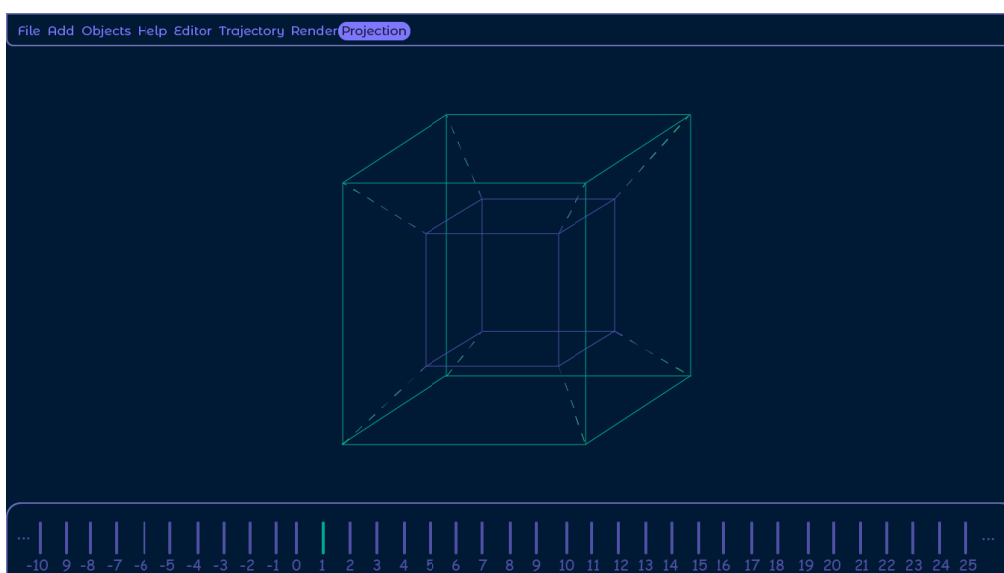 File Add Objects Help Editor Trajectory Render Projection
... -10 9 -8 -7 -6 -5 -4 -3 -2 -1 0 1 2 3 4 5 6 7 8 9 10 11 12 13 14 15 16 17 18 19 20 21 22 23 24 25 ...